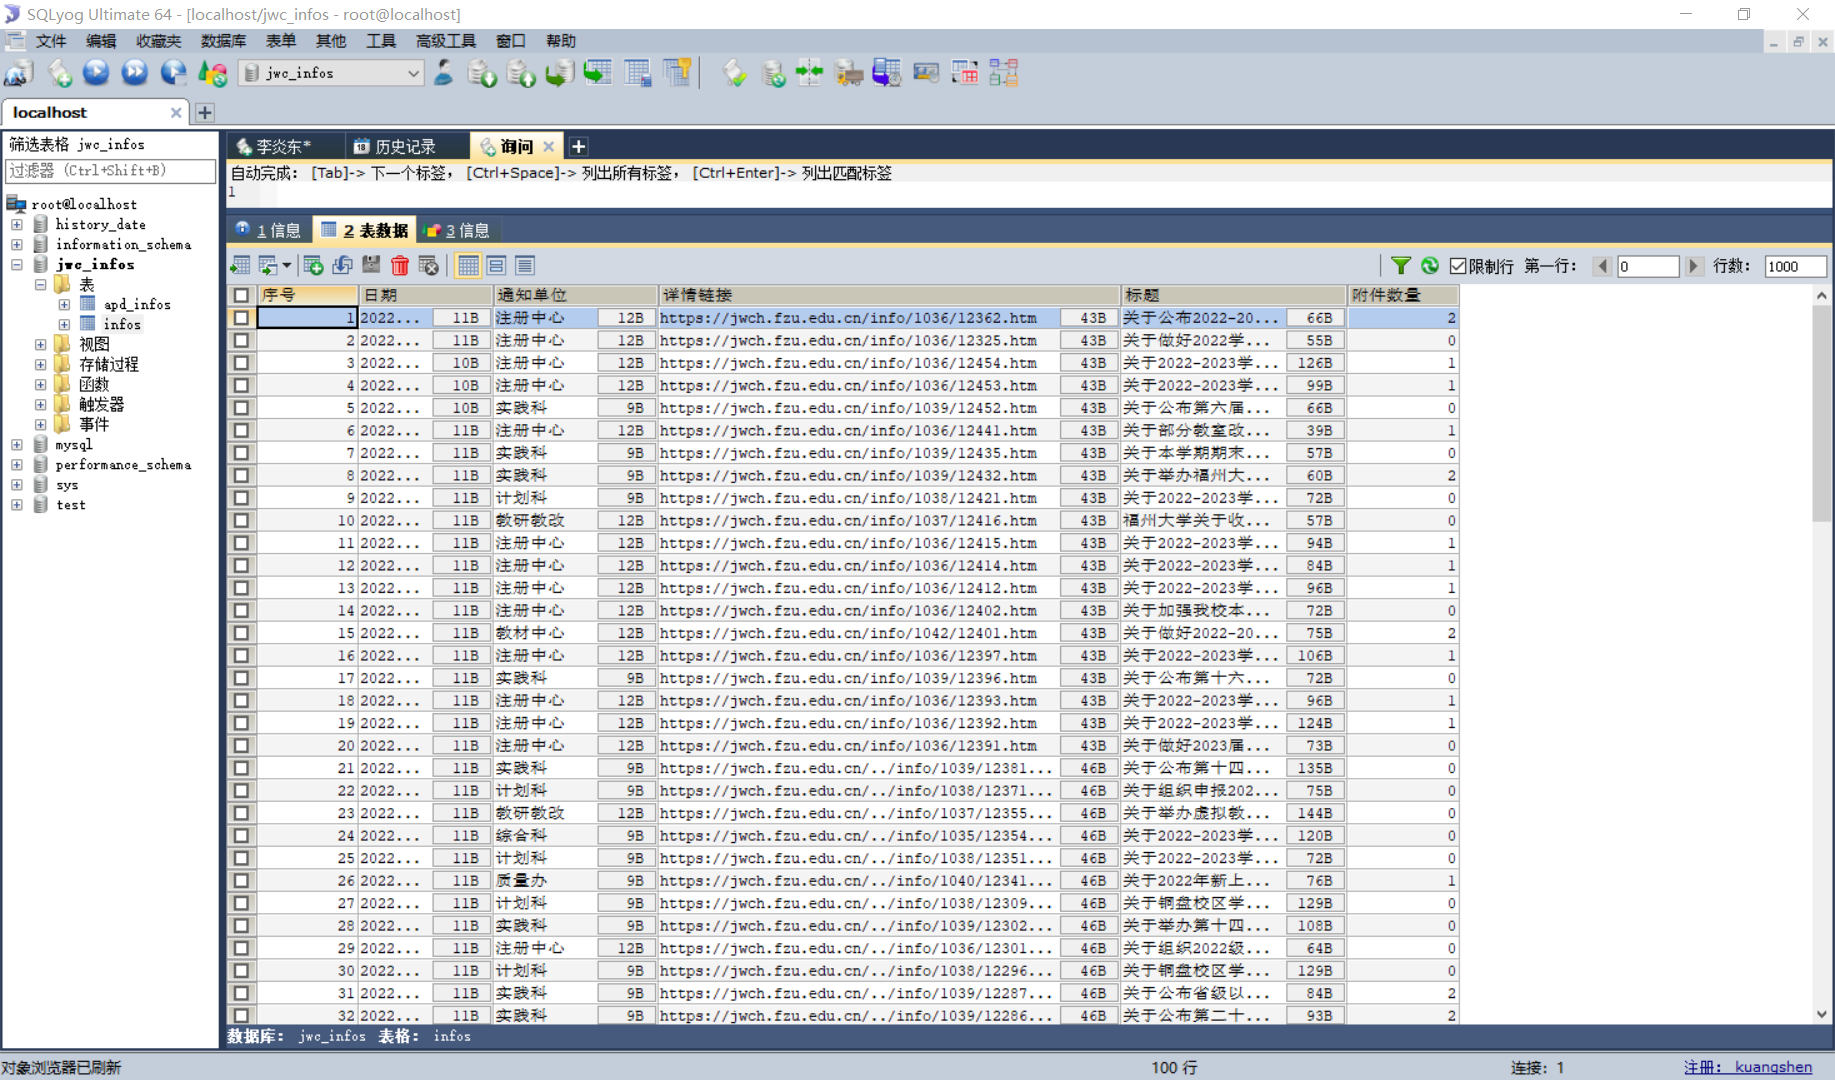 SQLyog Ultimate 64 - [localhost/jwc_infos - root@localhost]
文件 编辑 收藏夹 数据库 表单 其他 工具 高级工具 窗口 帮助
jwc_infos
localhost
筛选表格 jwc_infos
过滤器 (Ctrl+Shift+B)
root@localhost
history_date
information_schema
jwc_infos
表
apd_infos
infos
视图
存储过程
函数
触发器
事件
mysql
performance_schema
sys
test
李炎东* 历史记录 询问
自动完成: [Tab]-> 下一个标签, [Ctrl+Space]-> 列出所有标签, [Ctrl+Enter]-> 列出匹配标签
1
1 信息 2 表数据 3 信息
限制行 第一行: 0 行数: 1000
序号 日期 通知单位 详情链接 标题 附件数量
1 2022... 11B 注册中心 12B https://jwch.fzu.edu.cn/info/1036/12362.htm 43B 关于公布2022-20... 66B 2
2 2022... 11B 注册中心 12B https://jwch.fzu.edu.cn/info/1036/12325.htm 43B 关于做好2022学... 55B 0
3 2022... 10B 注册中心 12B https://jwch.fzu.edu.cn/info/1036/12454.htm 43B 关于2022-2023学... 126B 1
4 2022... 10B 注册中心 12B https://jwch.fzu.edu.cn/info/1036/12453.htm 43B 关于2022-2023学... 99B 1
5 2022... 10B 实践科 9B https://jwch.fzu.edu.cn/info/1039/12452.htm 43B 关于公布第六届... 66B 0
6 2022... 11B 注册中心 12B https://jwch.fzu.edu.cn/info/1036/12441.htm 43B 关于部分教室改... 39B 1
7 2022... 11B 实践科 9B https://jwch.fzu.edu.cn/info/1039/12435.htm 43B 关于本学期期末... 57B 0
8 2022... 11B 实践科 9B https://jwch.fzu.edu.cn/info/1039/12432.htm 43B 关于举办福州大... 60B 2
9 2022... 11B 计划科 9B https://jwch.fzu.edu.cn/info/1038/12421.htm 43B 关于2022-2023学... 72B 0
10 2022... 11B 教研教改 12B https://jwch.fzu.edu.cn/info/1037/12416.htm 43B 福州大学关于收... 57B 0
11 2022... 11B 注册中心 12B https://jwch.fzu.edu.cn/info/1036/12415.htm 43B 关于2022-2023学... 94B 1
12 2022... 11B 注册中心 12B https://jwch.fzu.edu.cn/info/1036/12414.htm 43B 关于2022-2023学... 84B 1
13 2022... 11B 注册中心 12B https://jwch.fzu.edu.cn/info/1036/12412.htm 43B 关于2022-2023学... 96B 1
14 2022... 11B 注册中心 12B https://jwch.fzu.edu.cn/info/1036/12402.htm 43B 关于加强我校本... 72B 0
15 2022... 11B 教材中心 12B https://jwch.fzu.edu.cn/info/1042/12401.htm 43B 关于做好2022-20... 75B 2
16 2022... 11B 注册中心 12B https://jwch.fzu.edu.cn/info/1036/12397.htm 43B 关于2022-2023学... 106B 1
17 2022... 11B 实践科 9B https://jwch.fzu.edu.cn/info/1039/12396.htm 43B 关于公布第十六... 72B 0
18 2022... 11B 注册中心 12B https://jwch.fzu.edu.cn/info/1036/12393.htm 43B 关于2022-2023学... 96B 1
19 2022... 11B 注册中心 12B https://jwch.fzu.edu.cn/info/1036/12392.htm 43B 关于2022-2023学... 124B 1
20 2022... 11B 注册中心 12B https://jwch.fzu.edu.cn/info/1036/12391.htm 43B 关于做好2023届... 73B 0
21 2022... 11B 实践科 9B https://jwch.fzu.edu.cn/../info/1039/12381... 46B 关于公布第十四... 135B 0
22 2022... 11B 计划科 9B https://jwch.fzu.edu.cn/../info/1038/12371... 46B 关于组织申报202... 75B 0
23 2022... 11B 教研教改 12B https://jwch.fzu.edu.cn/../info/1037/12355... 46B 关于举办虚拟教... 144B 0
24 2022... 11B 综合科 9B https://jwch.fzu.edu.cn/../info/1035/12354... 46B 关于2022-2023学... 120B 0
25 2022... 11B 计划科 9B https://jwch.fzu.edu.cn/../info/1038/12351... 46B 关于2022-2023学... 72B 0
26 2022... 11B 质量办 9B https://jwch.fzu.edu.cn/../info/1040/12341... 46B 关于2022年新上... 76B 1
27 2022... 11B 计划科 9B https://jwch.fzu.edu.cn/../info/1038/12309... 46B 关于铜盘校区学... 129B 0
28 2022... 11B 实践科 9B https://jwch.fzu.edu.cn/../info/1039/12302... 46B 关于举办第十四... 108B 0
29 2022... 11B 注册中心 12B https://jwch.fzu.edu.cn/../info/1036/12301... 46B 关于组织2022级... 64B 0
30 2022... 11B 计划科 9B https://jwch.fzu.edu.cn/../info/1038/12296... 46B 关于铜盘校区学... 129B 0
31 2022... 11B 实践科 9B https://jwch.fzu.edu.cn/../info/1039/12287... 46B 关于公布省级以... 84B 2
32 2022... 11B 实践科 9B https://jwch.fzu.edu.cn/../info/1039/12286... 46B 关于公布第二十... 93B 2
数据库: jwc_infos 表格: infos
对象浏览器已刷新 100 行 连接: 1 注册: kuangshen